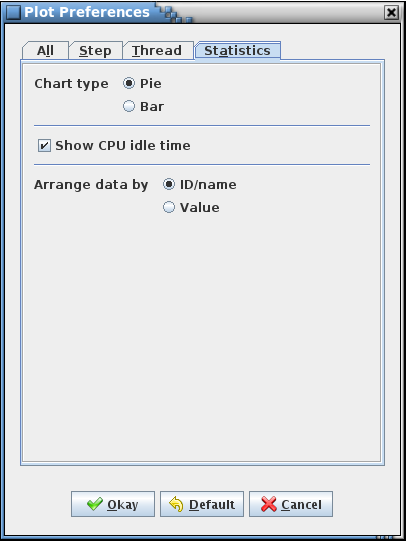 Plot Preferences
All Step Thread Statistics
Chart type Pie
Bar
Show CPU idle time
Arrange data by ID/name
Value
Okay Default Cancel